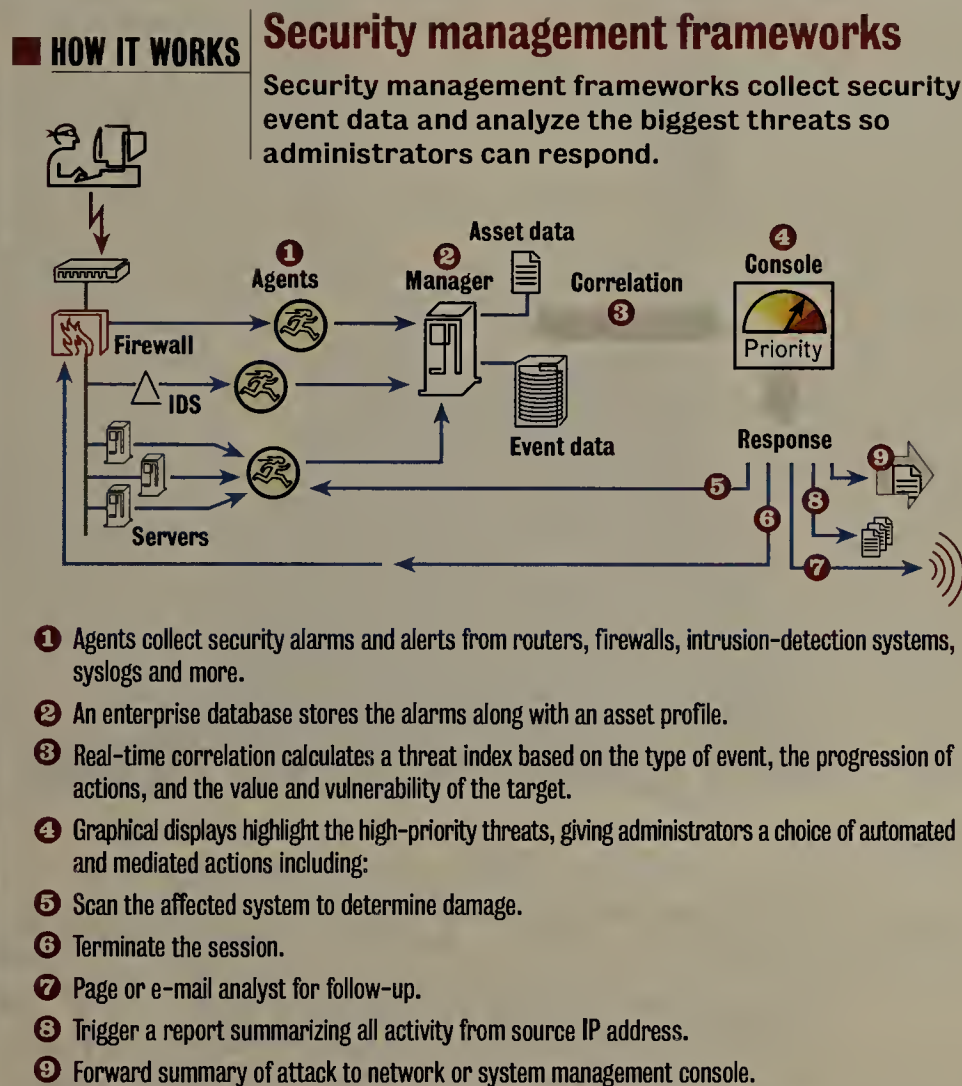 HOW IT WORKS
Security management frameworks
Security management frameworks collect security
event data and analyze the biggest threats so
administrators can respond.
1
Agents
2
Manager
Asset data
Correlation
3
4
Console
Priority
Firewall
IDS
Event data
Response
Servers
5
6
7
8
9
1 Agents collect security alarms and alerts from routers, firewalls, intrusion-detection systems,
syslogs and more.
2 An enterprise database stores the alarms along with an asset profile.
3 Real-time correlation calculates a threat index based on the type of event, the progression of
actions, and the value and vulnerability of the target.
4 Graphical displays highlight the high-priority threats, giving administrators a choice of automated
and mediated actions including:
5 Scan the affected system to determine damage.
6 Terminate the session.
7 Page or e-mail analyst for follow-up.
8 Trigger a report summarizing all activity from source IP address.
9 Forward summary of attack to network or system management console.